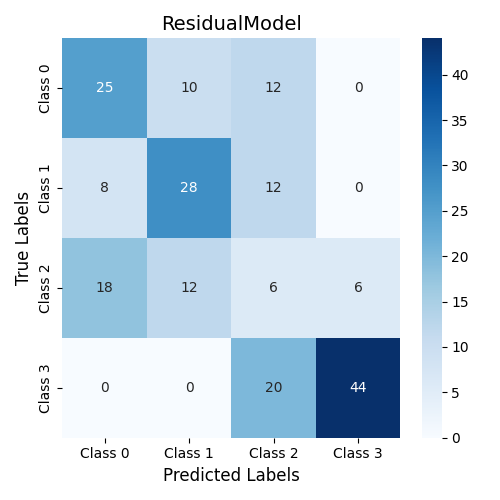 ResidualModel
True Labels
Class 0
25 10 12 0
Class 1
8 28 12 0
Class 2
18 12 6 6
Class 3
0 0 20 44
Class 0 Class 1 Class 2 Class 3
Predicted Labels
40
35
30
25
20
15
10
5
0